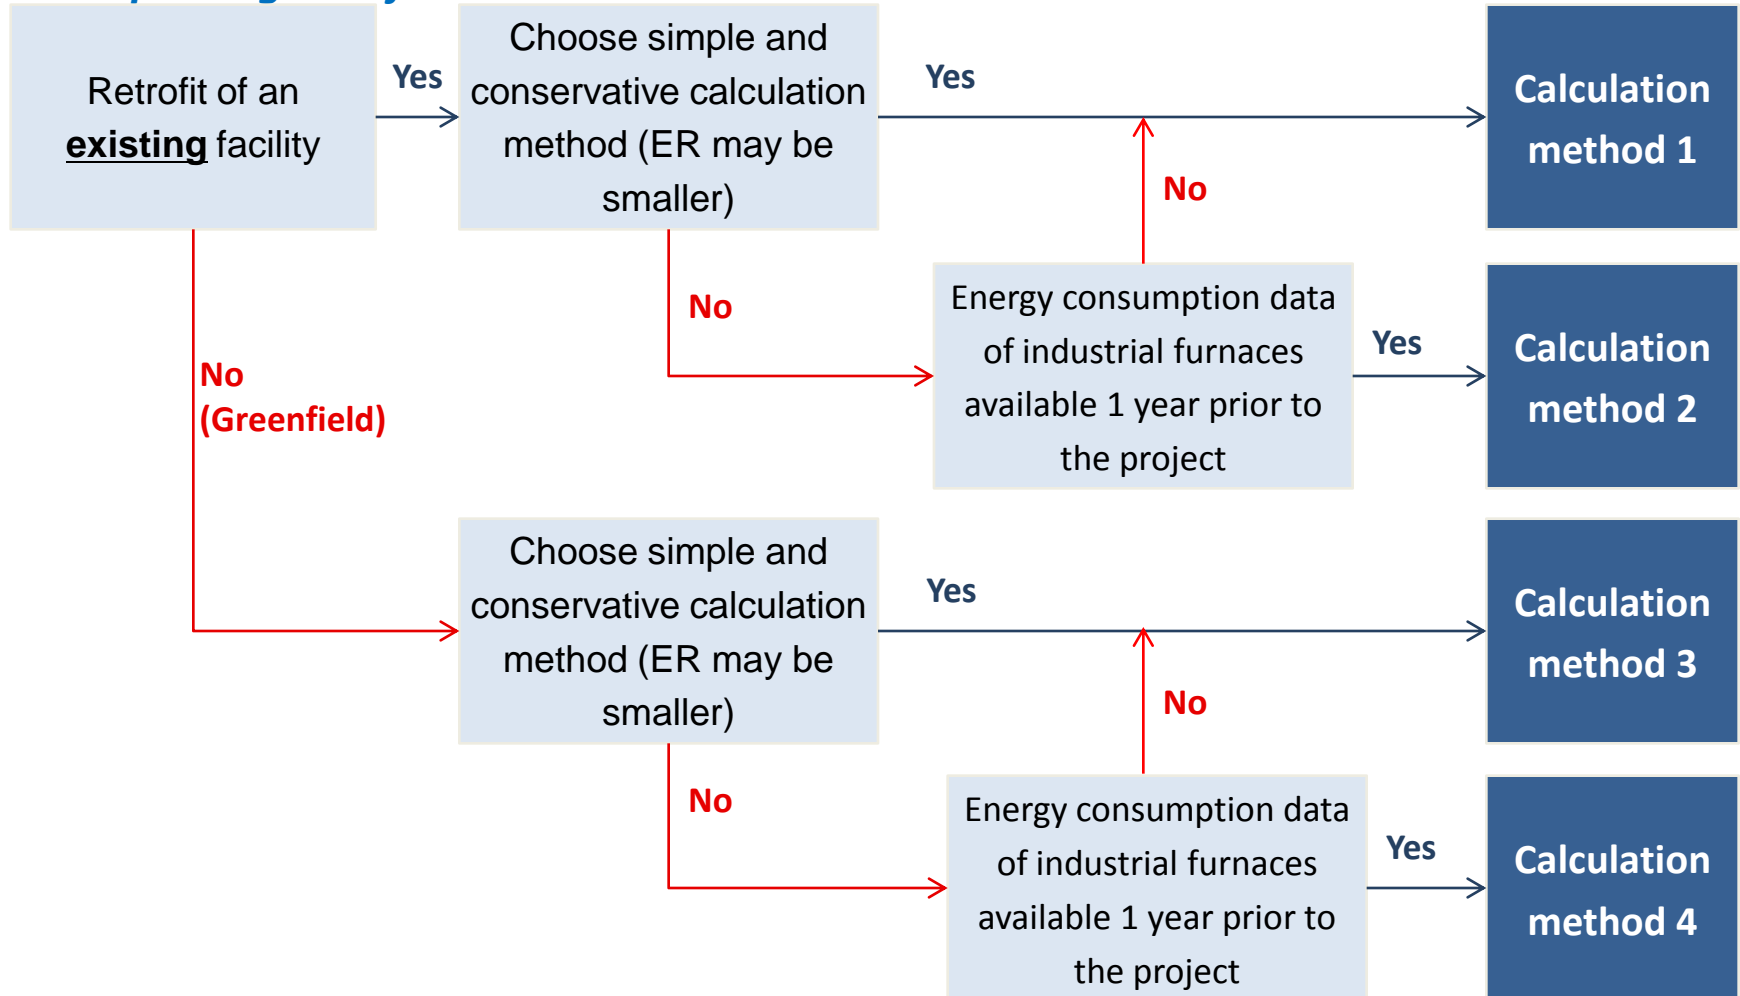 Retrofit of an
existing facility
Yes
Choose simple and
conservative calculation
method (ER may be
smaller)
Yes
Calculation
method 1
No
No
Energy consumption data
of industrial furnaces
available 1 year prior to
the project
Yes
Calculation
method 2
No
(Greenfield)
Choose simple and
conservative calculation
method (ER may be
smaller)
Yes
Calculation
method 3
No
No
Energy consumption data
of industrial furnaces
available 1 year prior to
the project
Yes
Calculation
method 4